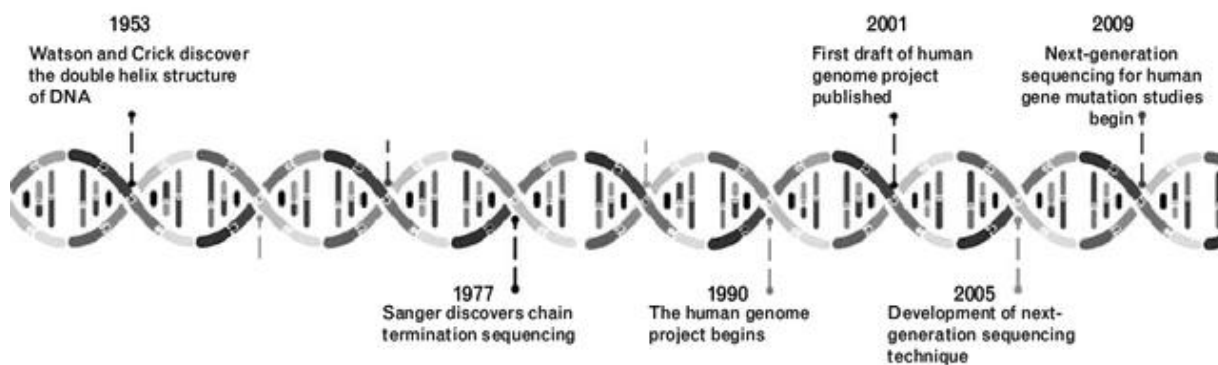 1953
Watson and Crick discover
the double helix structure
of DNA
1977
Sanger discovers chain
termination sequencing
1990
The human genome
project begins
2001
First draft of human
genome project
published
2005
Development of next-
generation sequencing
technique
2009
Next-generation
sequencing for human
gene mutation studies
begin